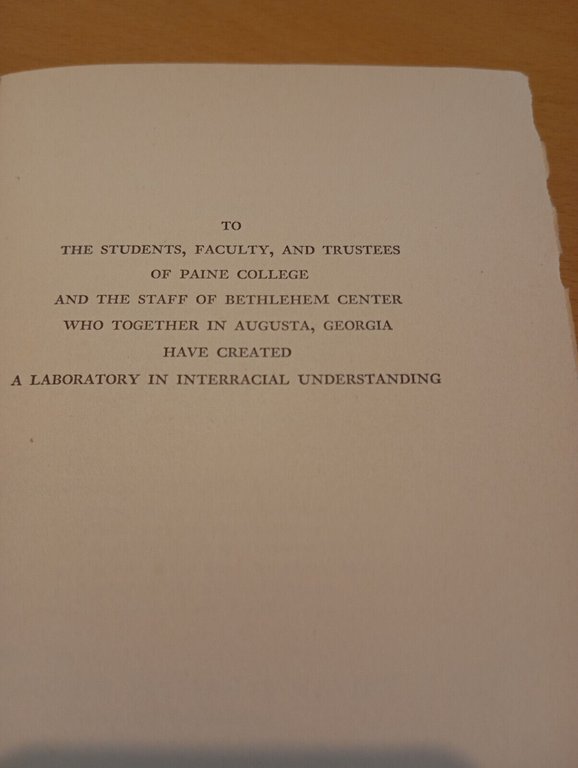 TO
THE STUDENTS, FACULTY, AND TRUSTEES
OF PAINE COLLEGE
AND THE STAFF OF BETHLEHEM CENTER
WHO TOGETHER IN AUGUSTA, GEORGIA
HAVE CREATED
A LABORATORY IN INTERRACIAL UNDERSTANDING